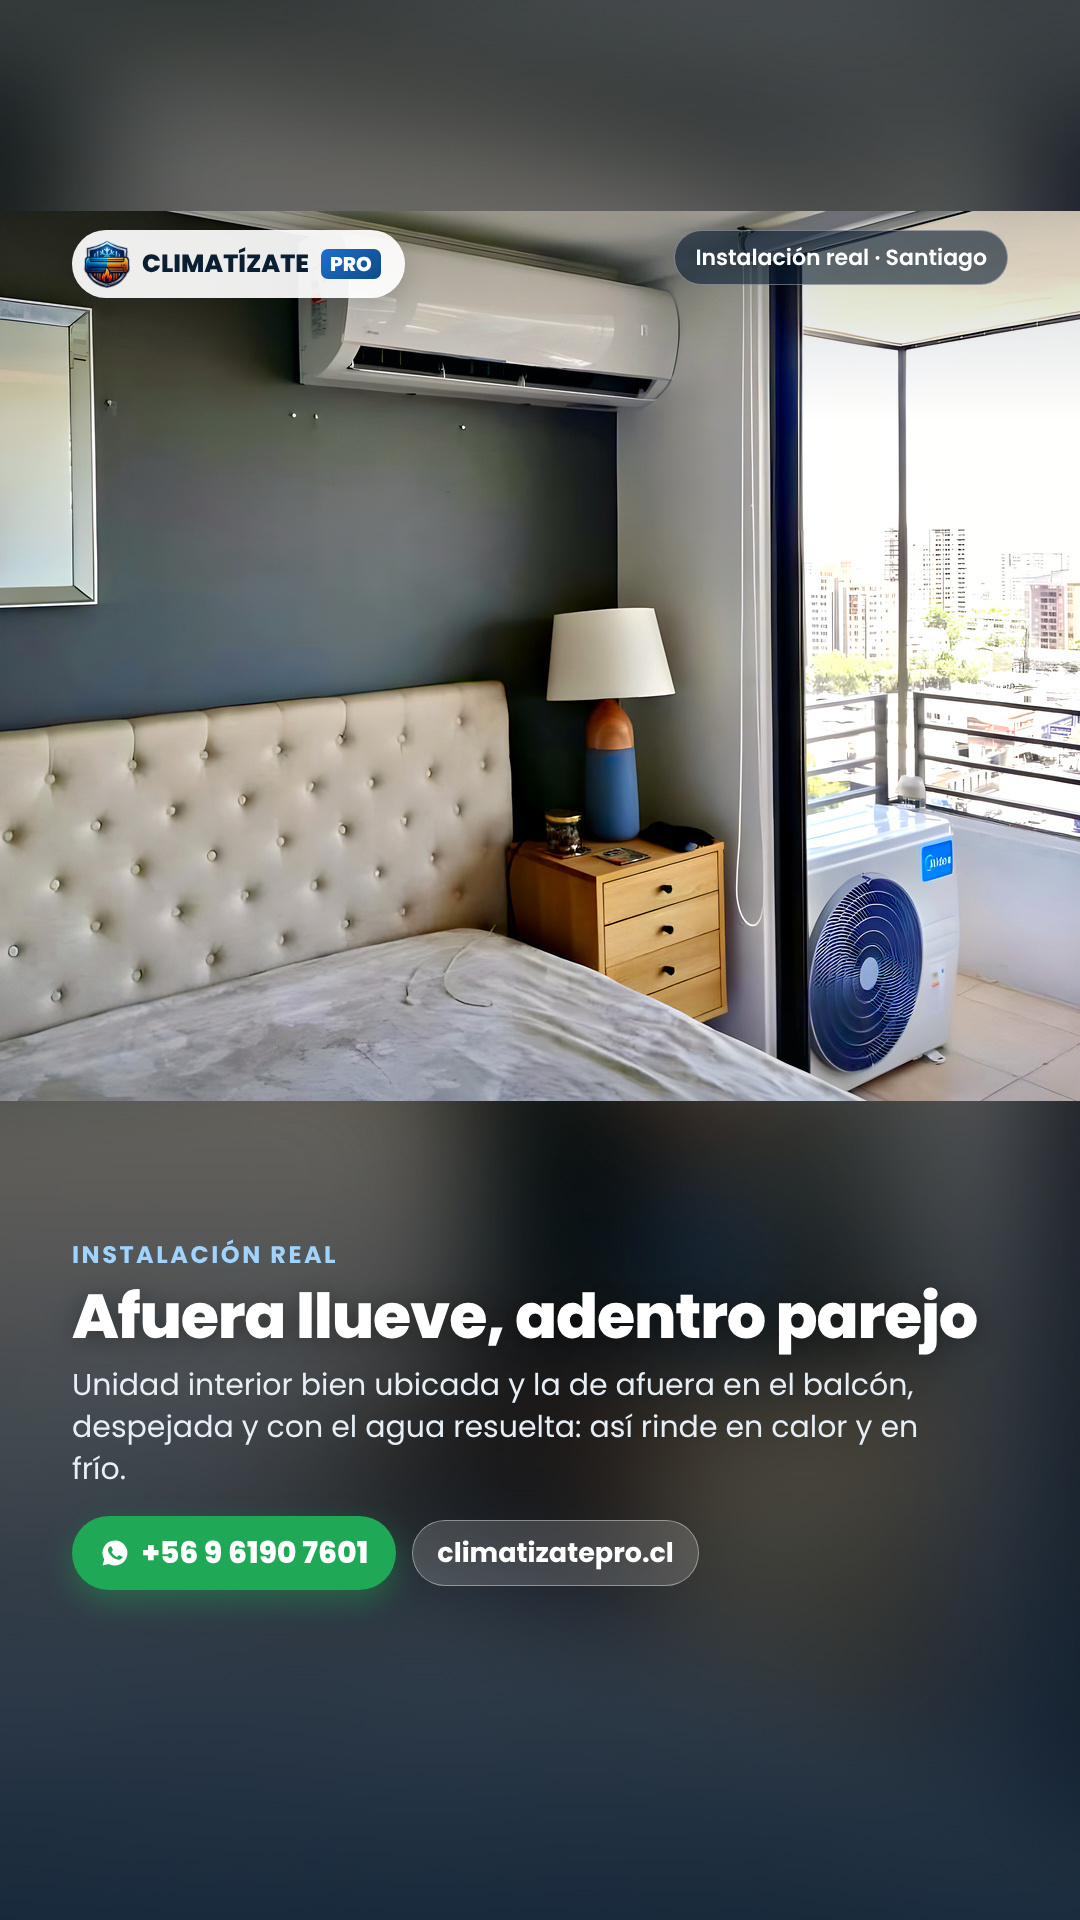 CLIMATÍZATE PRO
Instalación real · Santiago
Midea
INSTALACIÓN REAL
Afuera llueve, adentro parejo
Unidad interior bien ubicada y la de afuera en el balcón,
despejada y con el agua resuelta: así rinde en calor y en
frío.
+56 9 6190 7601
climatizatepro.cl